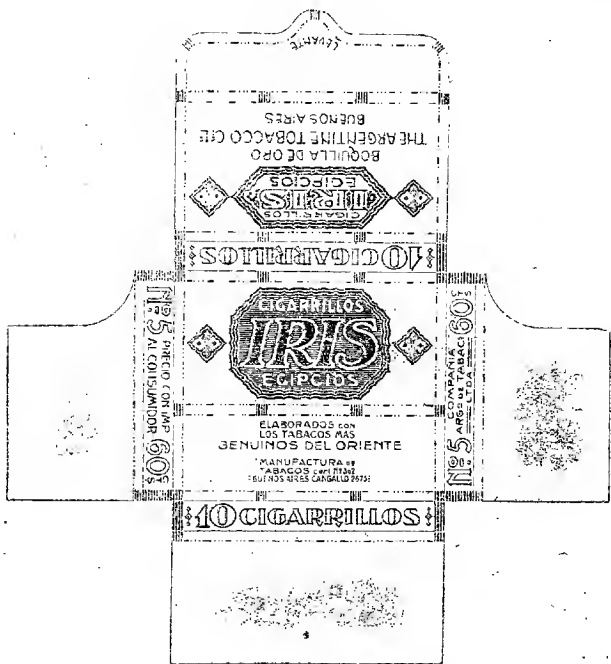 LEVANTE
THE ARGENTINE TOBACCO CIE
BUENOS AIRES
BOQUILLA DE ORO
CIGARRILLOS
IRIS
EGIPCIOS
10 CIGARRILLOS
CIGARRILLOS
IRIS
EGIPCIOS
ELABORADOS CON
LOS TABACOS MAS
GENUINOS DEL ORIENTE
MANUFACTURA DE
TABACOS
BUENOS AIRES CANGALLO
10 CIGARRILLOS
Nº 5 PRECIO CON IMP.
AL CONSUMIDOR 60 CTS
Nº 5 COMPAÑIA
ARGª DE TABACOS
LTDA 60 CTS